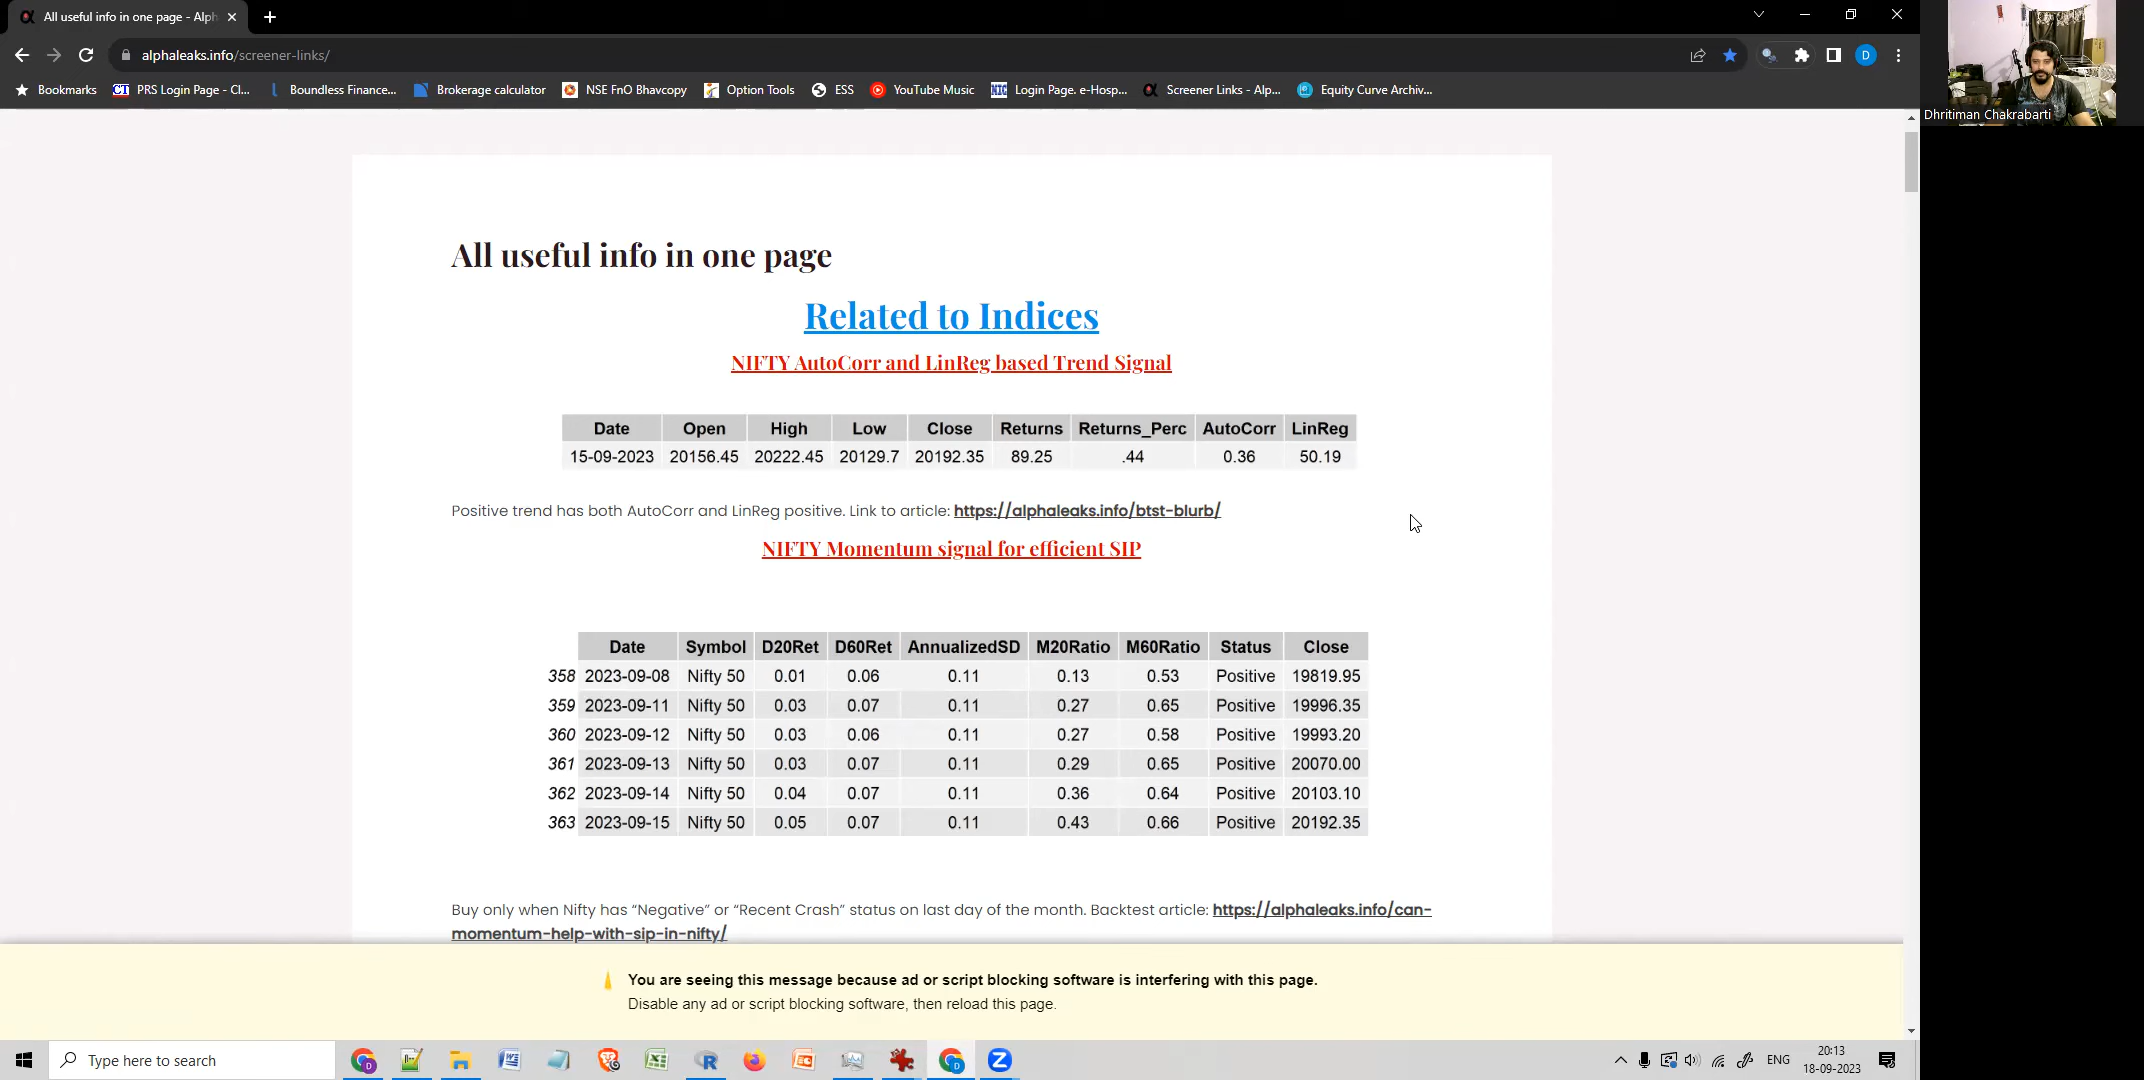 All useful info in one page - Alph
alphaleaks.info/screener-links/
D
Bookmarks PRS Login Page - Cl... Boundless Finance... Brokerage calculator NSE FnO Bhavcopy Option Tools ESS YouTube Music Login Page. e-Hosp... Screener Links - Alp... Equity Curve Archiv...
Dhritiman Chakrabarti
All useful info in one page
Related to Indices
NIFTY AutoCorr and LinReg based Trend Signal
Date Open High Low Close Returns Returns_Perc AutoCorr LinReg
15-09-2023 20156.45 20222.45 20129.7 20192.35 89.25 .44 0.36 50.19
Positive trend has both AutoCorr and LinReg positive. Link to article: https://alphaleaks.info/btst-blurb/
NIFTY Momentum signal for efficient SIP
Date Symbol D20Ret D60Ret AnnualizedSD M20Ratio M60Ratio Status Close
358 2023-09-08 Nifty 50 0.01 0.06 0.11 0.13 0.53 Positive 19819.95
359 2023-09-11 Nifty 50 0.03 0.07 0.11 0.27 0.65 Positive 19996.35
360 2023-09-12 Nifty 50 0.03 0.06 0.11 0.27 0.58 Positive 19993.20
361 2023-09-13 Nifty 50 0.03 0.07 0.11 0.29 0.65 Positive 20070.00
362 2023-09-14 Nifty 50 0.04 0.07 0.11 0.36 0.64 Positive 20103.10
363 2023-09-15 Nifty 50 0.05 0.07 0.11 0.43 0.66 Positive 20192.35
Buy only when Nifty has “Negative” or “Recent Crash” status on last day of the month. Backtest article: https://alphaleaks.info/can-
momentum-help-with-sip-in-nifty/
You are seeing this message because ad or script blocking software is interfering with this page.
Disable any ad or script blocking software, then reload this page.
Type here to search
ENG
20:13
18-09-2023